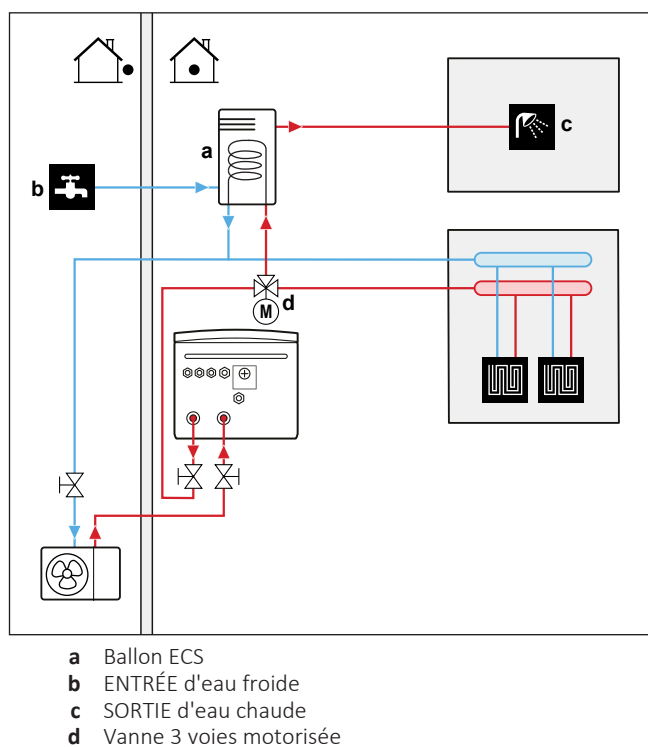 a
c
b
d
M
a Ballon ECS
b ENTRÉE d'eau froide
c SORTIE d'eau chaude
d Vanne 3 voies motorisée